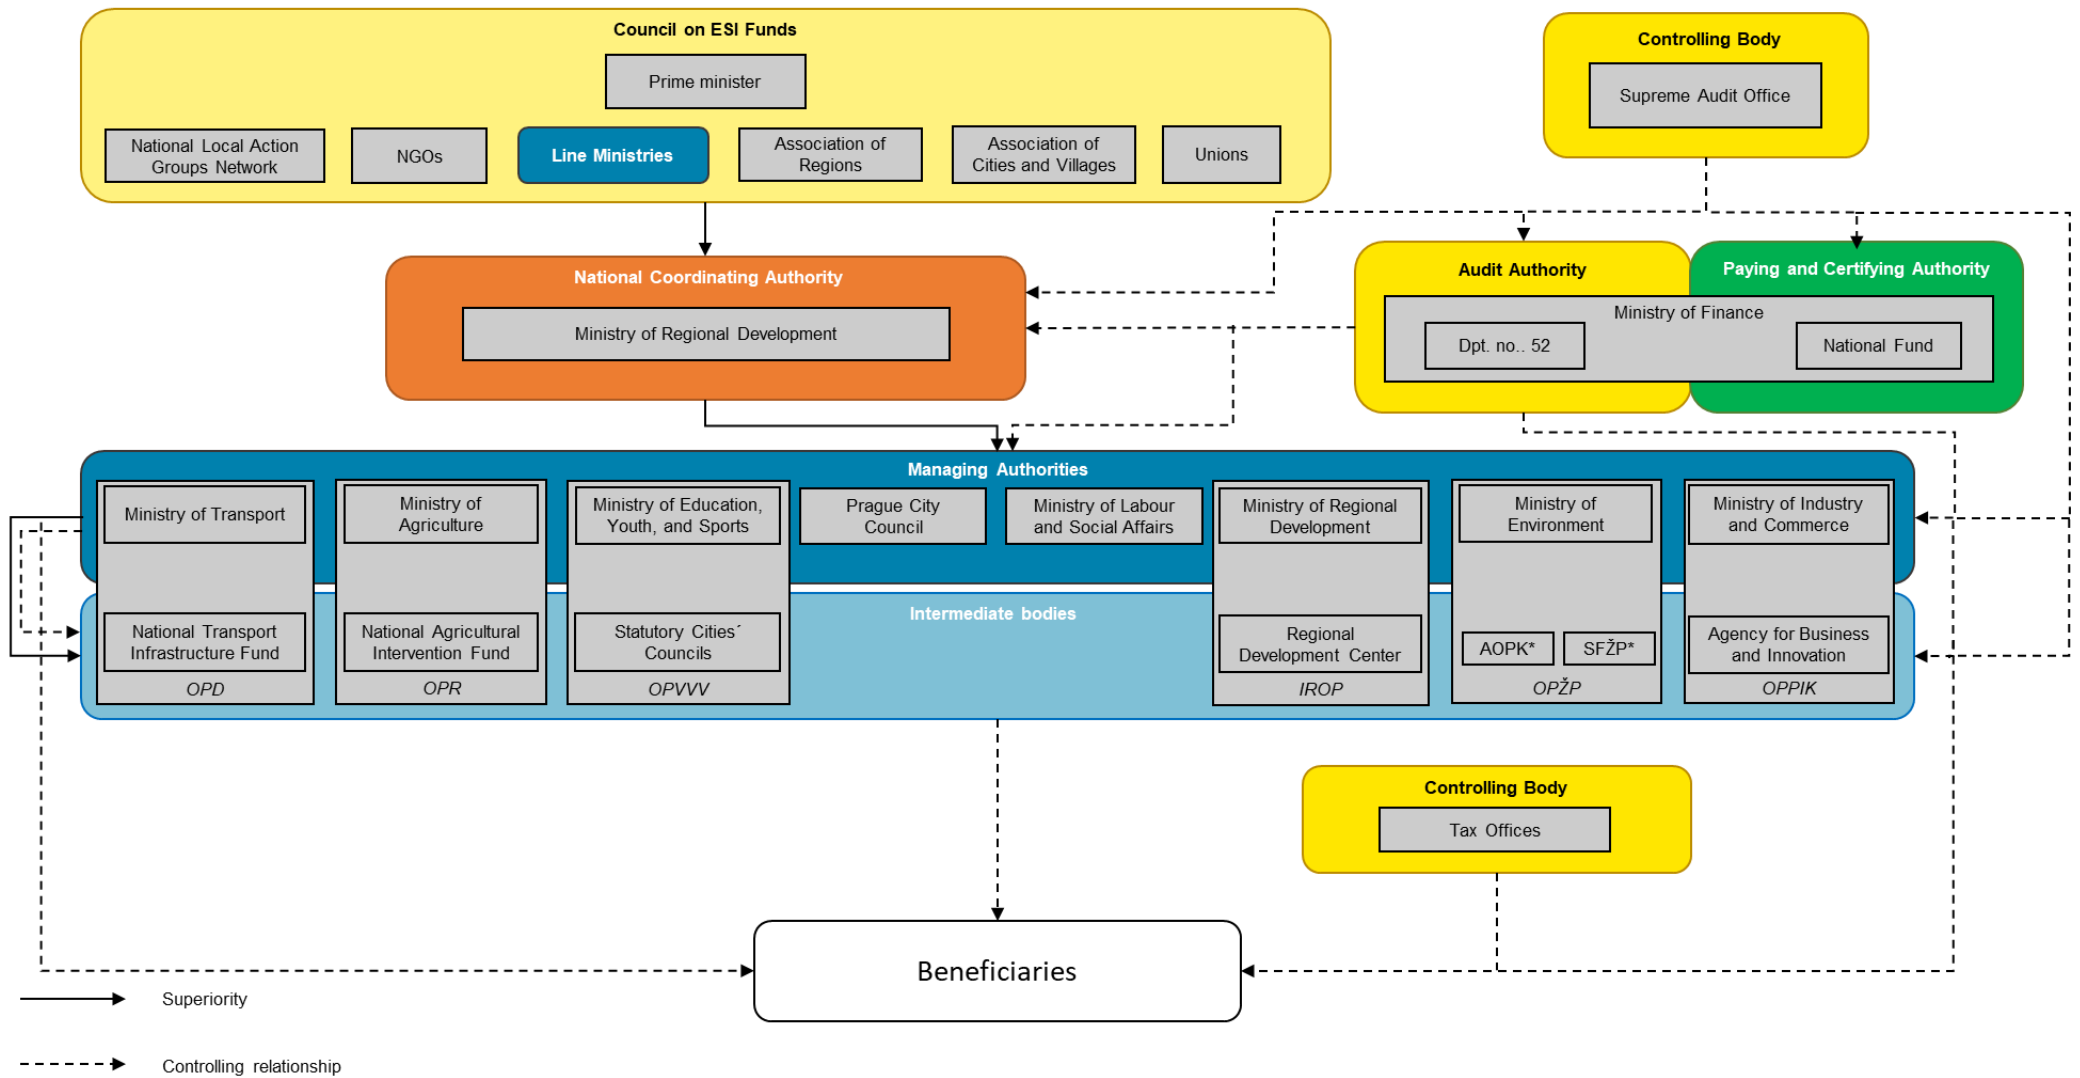 Council on ESI Funds
Prime minister
National Local Action
Groups Network
NGOs
Line Ministries
Association of
Regions
Association of
Cities and Villages
Unions
Controlling Body
Supreme Audit Office
National Coordinating Authority
Ministry of Regional Development
Audit Authority
Paying and Certifying Authority
Ministry of Finance
Dpt. no.. 52
National Fund
Managing Authorities
Ministry of Transport
Ministry of
Agriculture
Ministry of Education,
Youth, and Sports
Prague City
Council
Ministry of Labour
and Social Affairs
Ministry of Regional
Development
Ministry of
Environment
Ministry of Industry
and Commerce
Intermediate bodies
National Transport
Infrastructure Fund
OPD
National Agricultural
Intervention Fund
OPR
Statutory Cities´
Councils
OPVVV
Regional
Development Center
IROP
AOPK*
SFŽP*
OPŽP
Agency for Business
and Innovation
OPPIK
Controlling Body
Tax Offices
Beneficiaries
Superiority
Controlling relationship